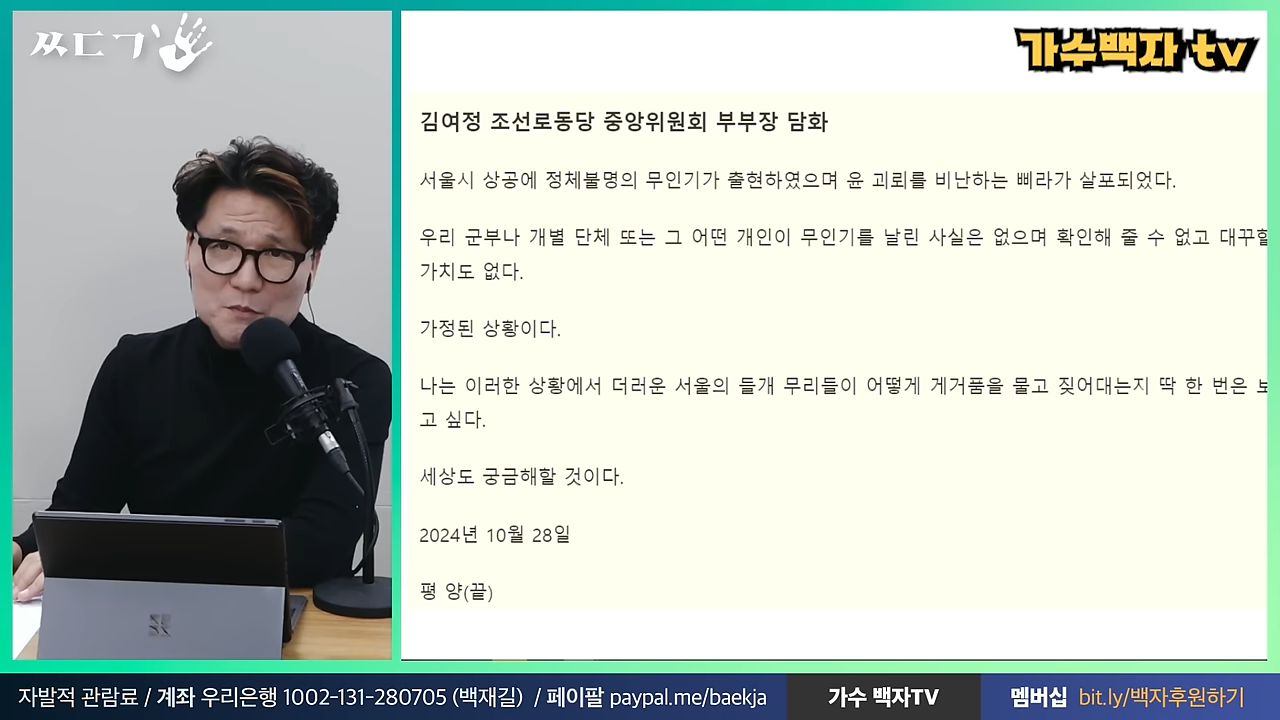 ㅆㄷㄱ
가수백자 tv
김여정 조선로동당 중앙위원회 부부장 담화
서울시 상공에 정체불명의 무인기가 출현하였으며 윤 괴뢰를 비난하는 삐라가 살포되었다.
우리 군부나 개별 단체 또는 그 어떤 개인이 무인기를 날린 사실은 없으며 확인해 줄 수 없고 대꾸할
가치도 없다.
가정된 상황이다.
나는 이러한 상황에서 더러운 서울의 들개 무리들이 어떻게 게거품을 물고 짖어대는지 딱 한 번은 보
고 싶다.
세상도 궁금해할 것이다.
2024년 10월 28일
평 양(끝)
자발적 관람료 / 계좌 우리은행 1002-131-280705 (백재길) / 페이팔 paypal.me/baekja
가수 백자TV
멤버십 bit.ly/백자후원하기